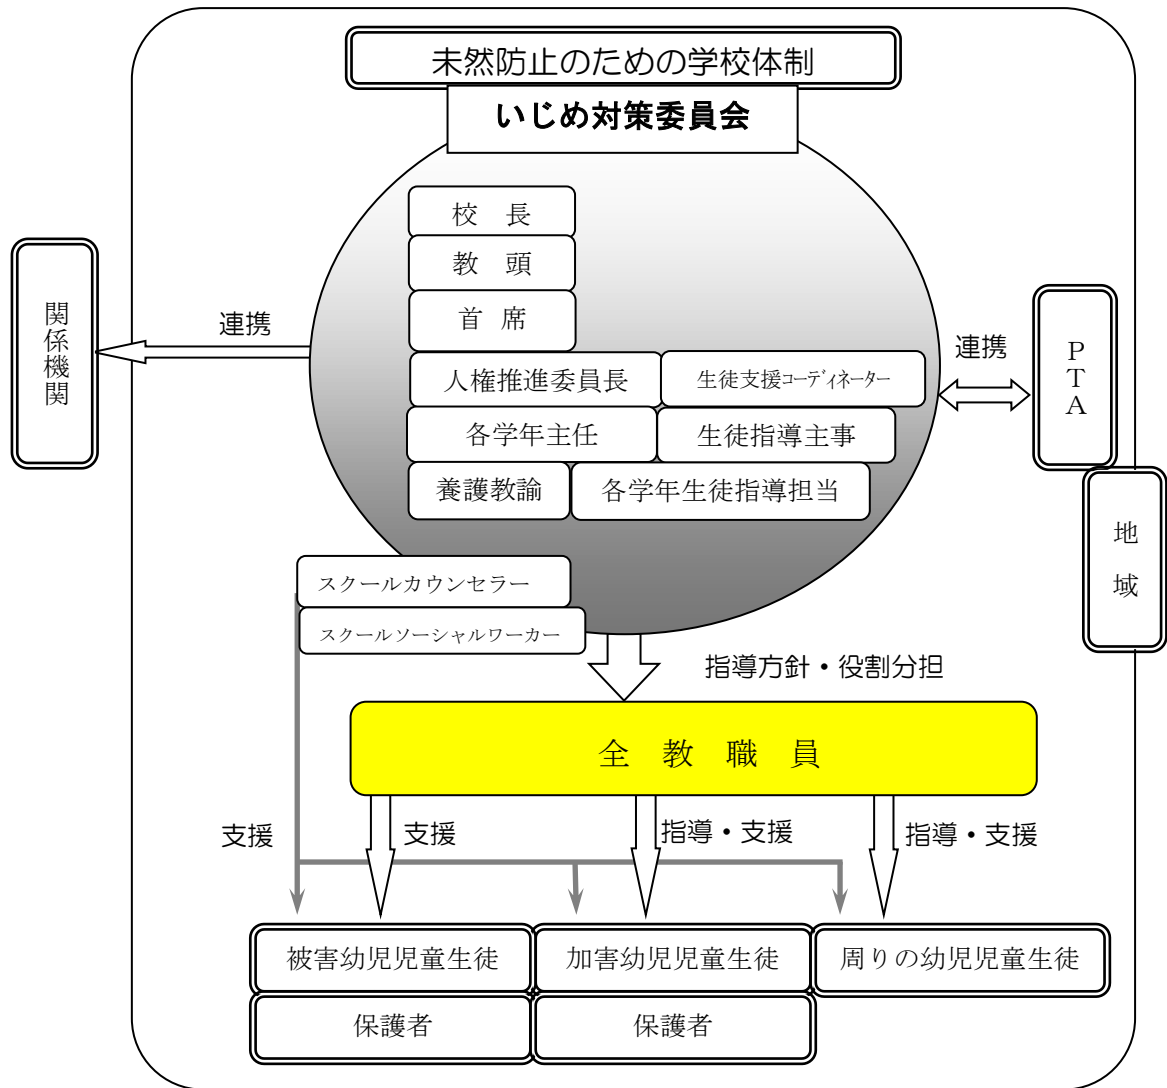 未然防止のための学校体制
いじめ対策委員会
校　長
教　頭
首 席
人権推進委員長
生徒支援コーディネーター
各学年主任
生徒指導主事
養護教諭
各学年生徒指導担当
スクールカウンセラー
スクールソーシャルワーカー
関係機関
連携
連携
PTA
地域
指導方針・役割分担
全　教　職　員
支援
支援
指導・支援
指導・支援
被害幼児児童生徒
加害幼児児童生徒
周りの幼児児童生徒
保護者
保護者